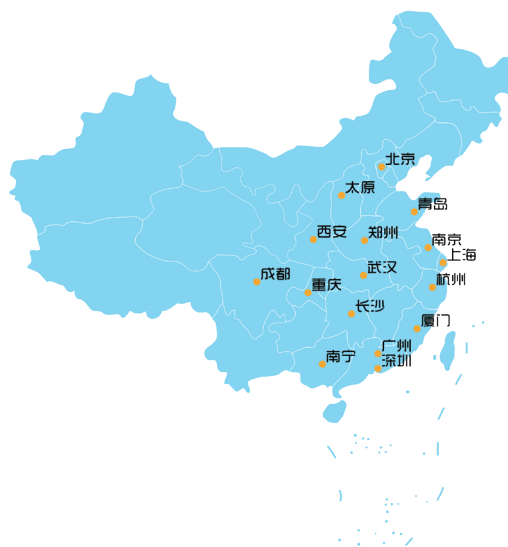 北京
太原
青岛
西安
郑州
南京
上海
武汉
成都
杭州
重庆
长沙
厦门
广州
南宁
深圳